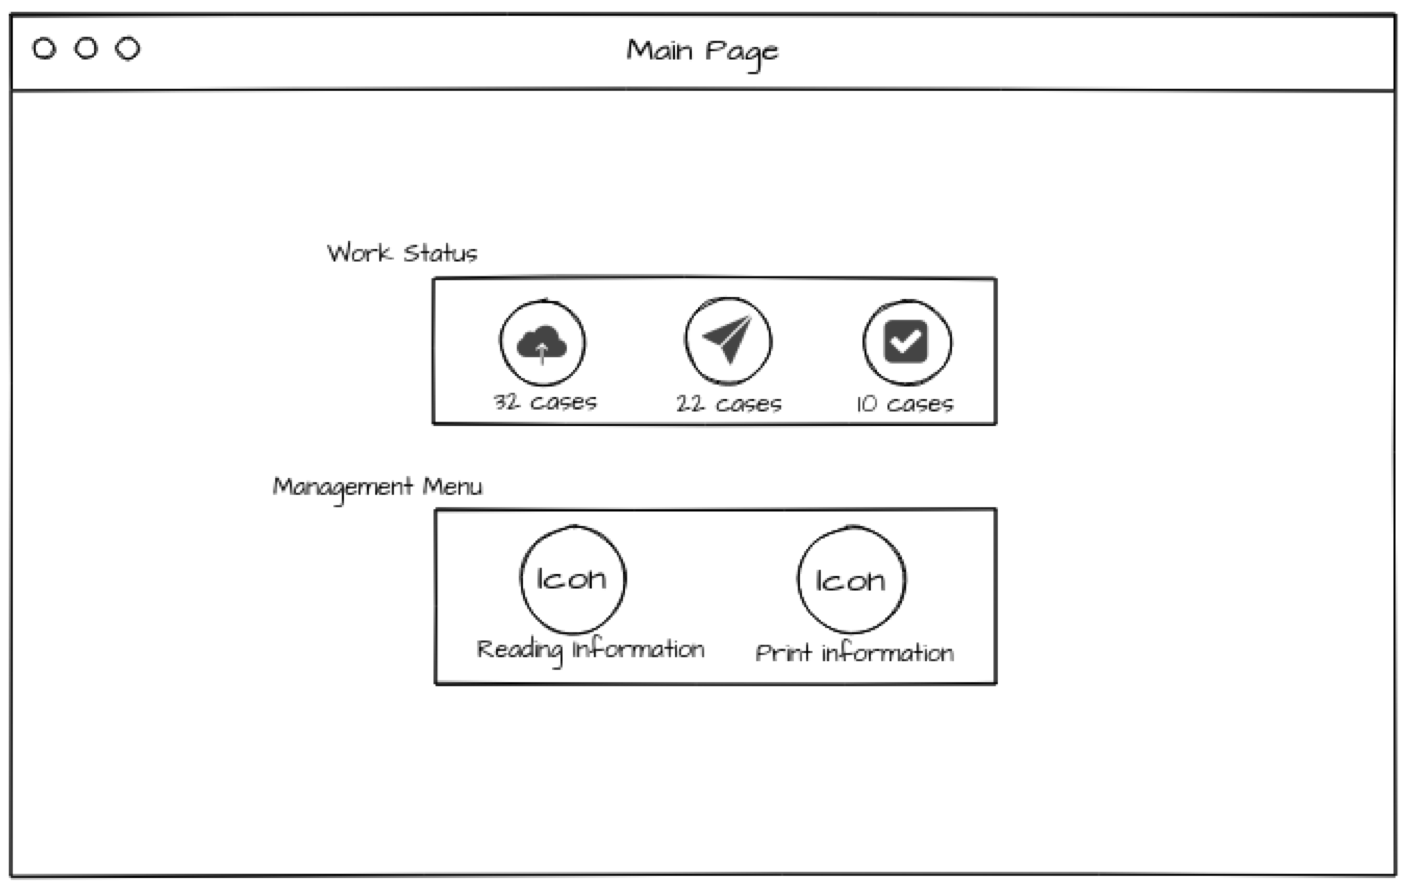 Main Page
Work Status
32 cases
22 cases
10 cases
Management Menu
Icon
Icon
Reading Information
Print information